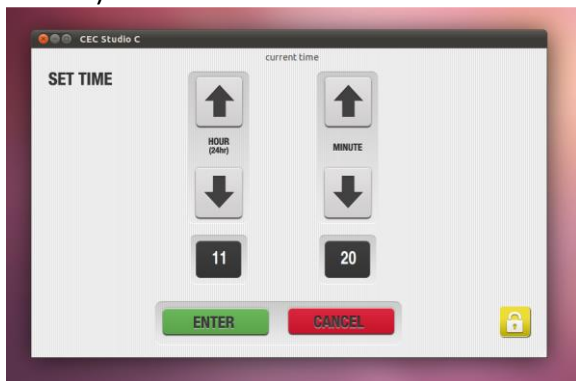 CEC Studio C
current time
SET TIME
HOUR
(24hr)
MINUTE
11
20
ENTER
CANCEL